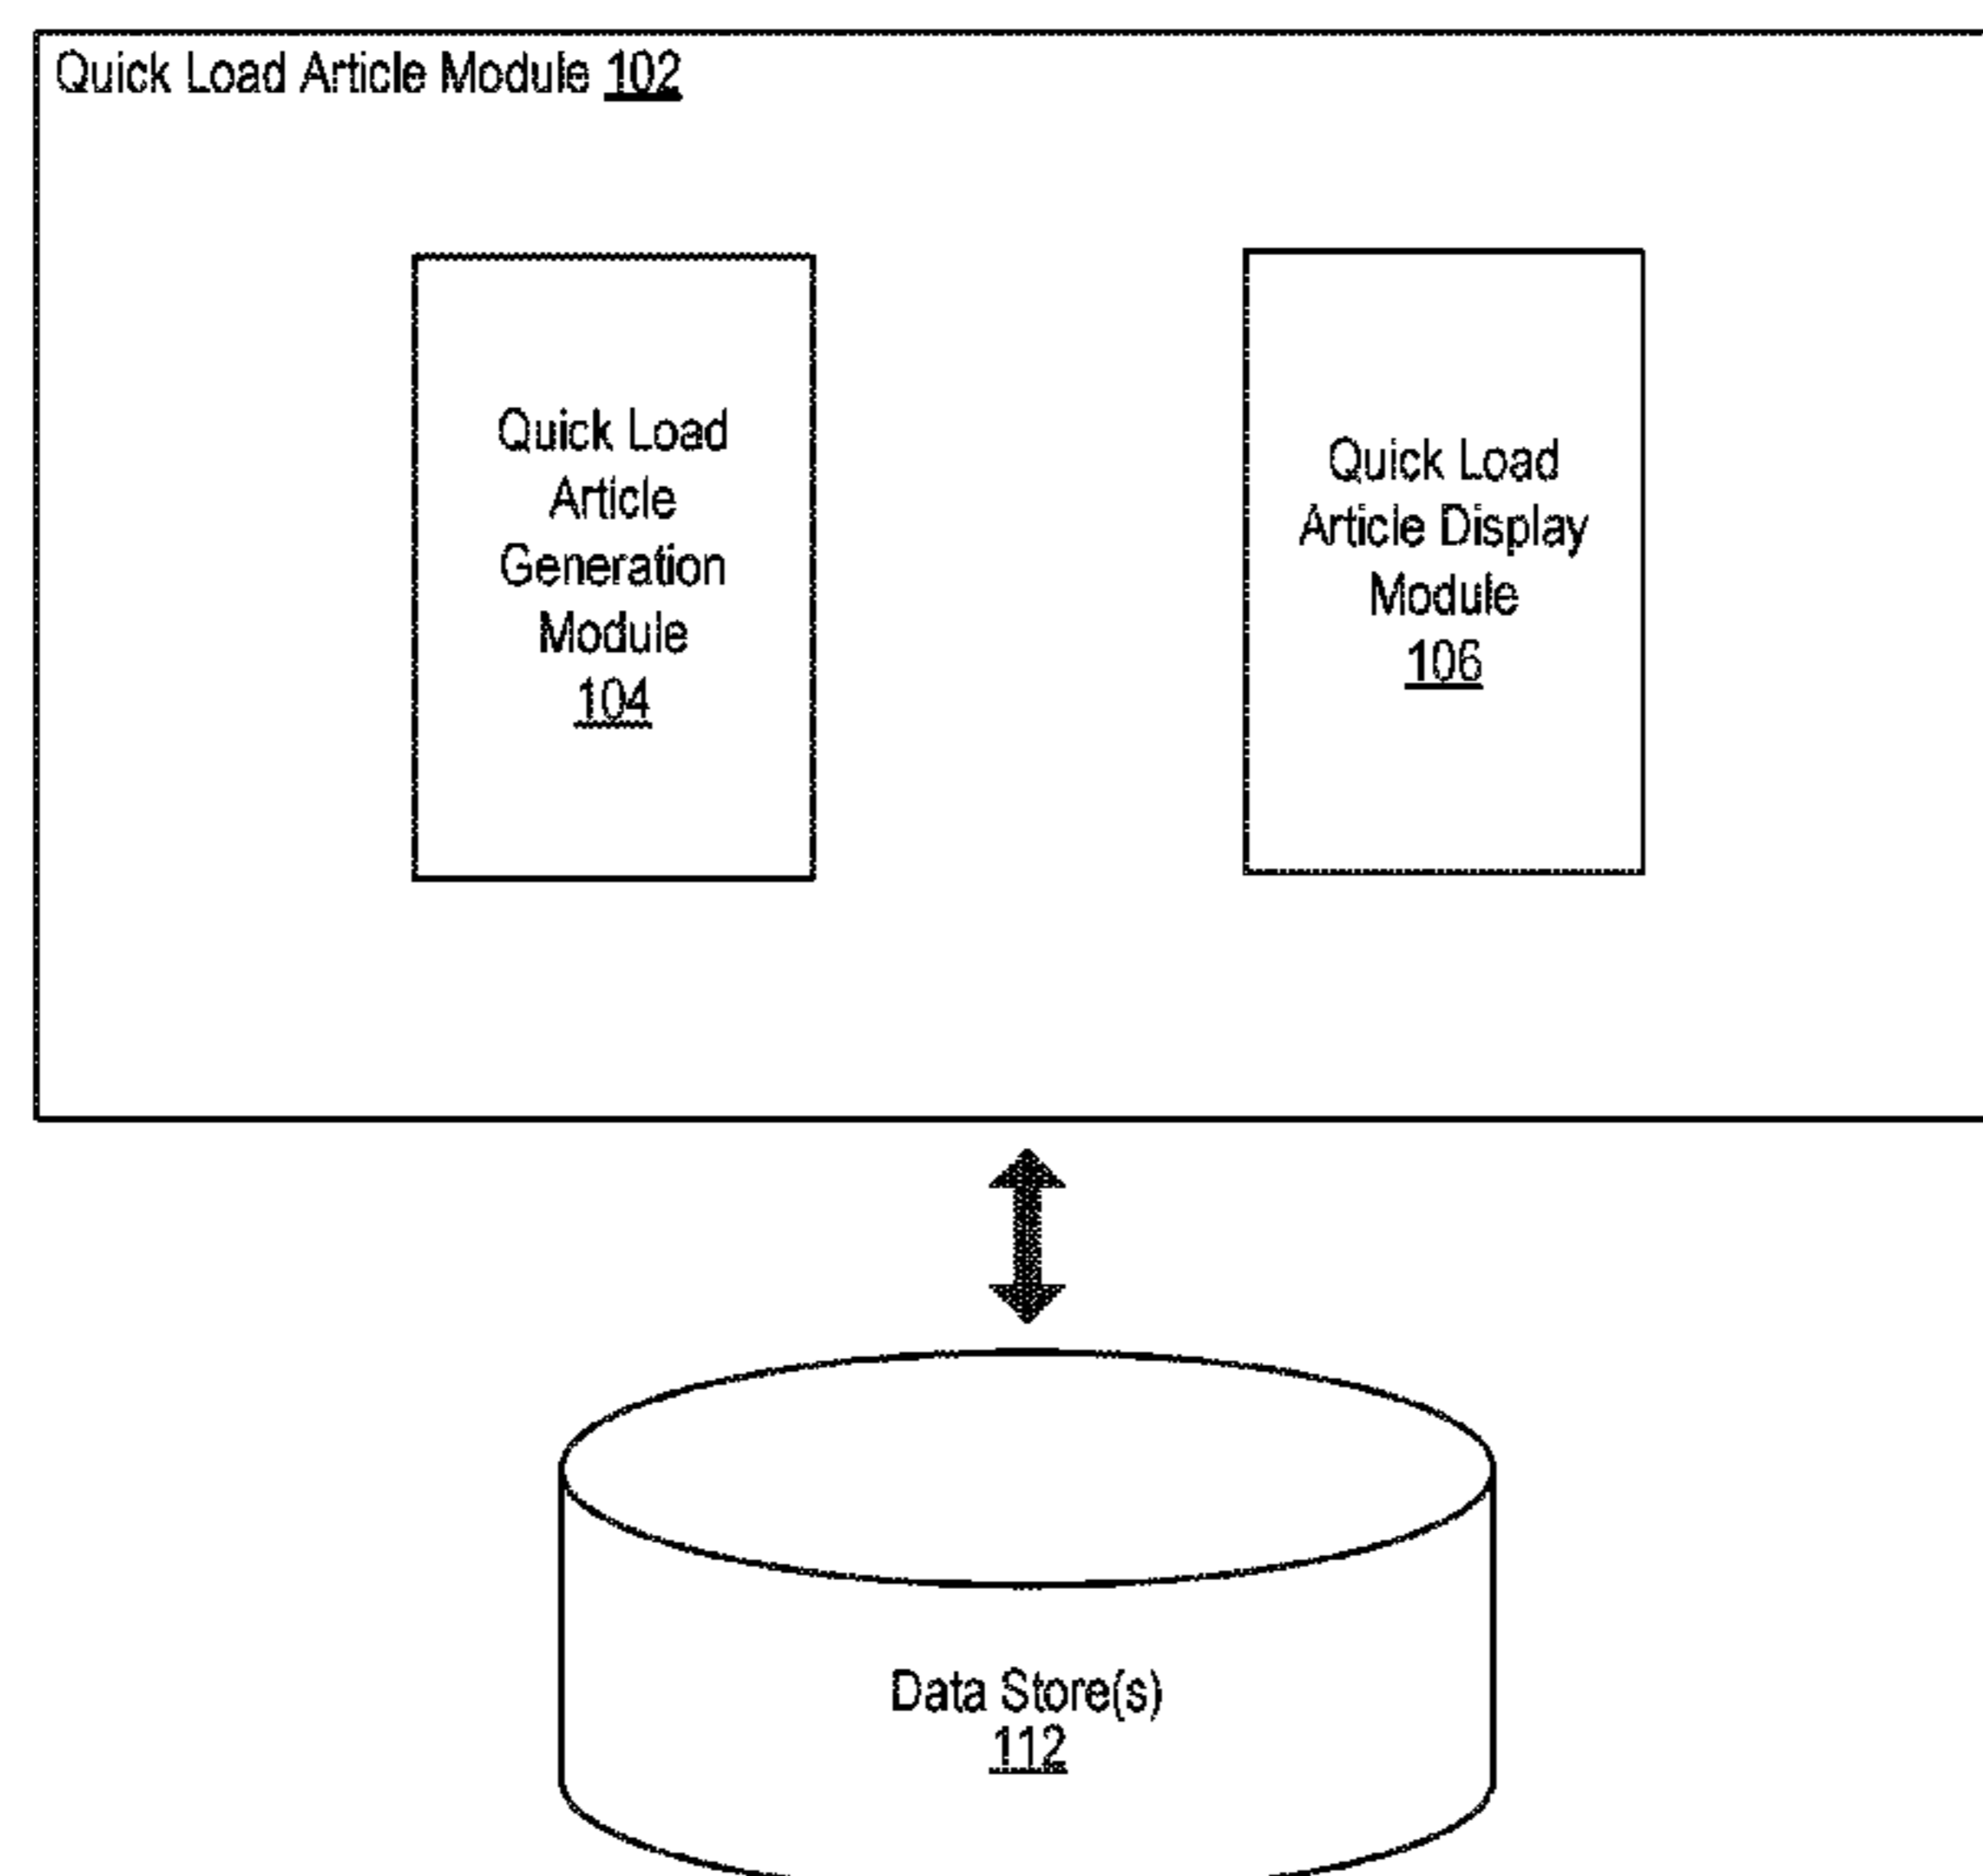 Quick Load Article Module 102
Quick Load
Article
Generation
Module
104
Quick Load
Article Display
Module
106
Data Store(s)
112